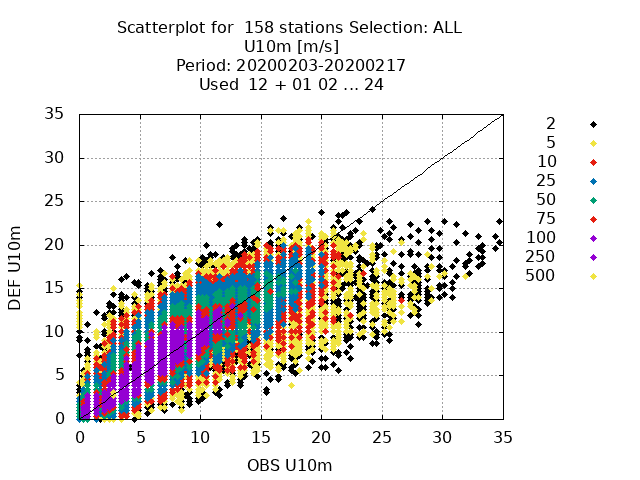 Scatterplot for  158 stations Selection: ALL
U10m [m/s]
Period: 20200203-20200217
Used  12 + 01 02 ... 24
DEF U10m
35
30
25
20
15
10
5
0
0 5 10 15 20 25 30 35
OBS U10m
2
5
10
25
50
75
100
250
500